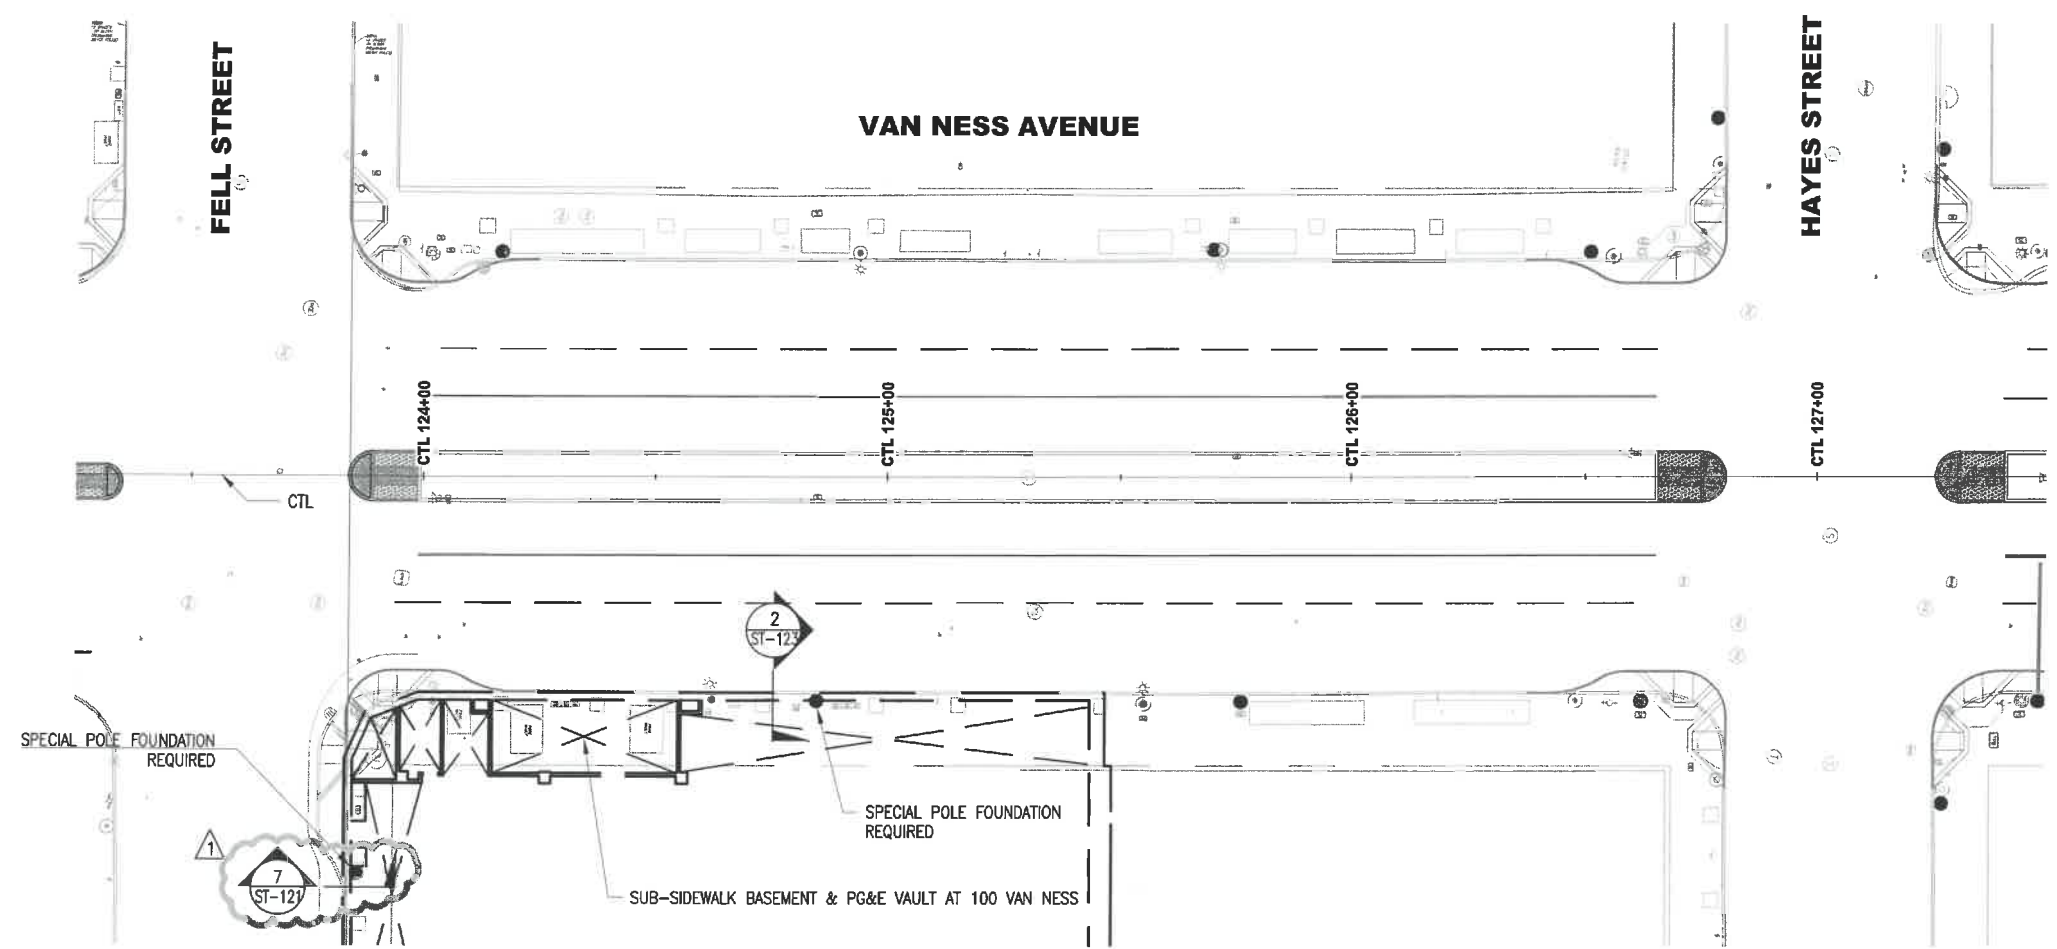 FELL STREET
VAN NESS AVENUE
HAYES STREET
CTL 124+00
CTL 125+00
CTL 126+00
CTL 127+00
CTL
2
ST-123
SPECIAL POLE FOUNDATION
REQUIRED
SPECIAL POLE FOUNDATION
REQUIRED
1
7
ST-121
SUB-SIDEWALK BASEMENT & PG&E VAULT AT 100 VAN NESS